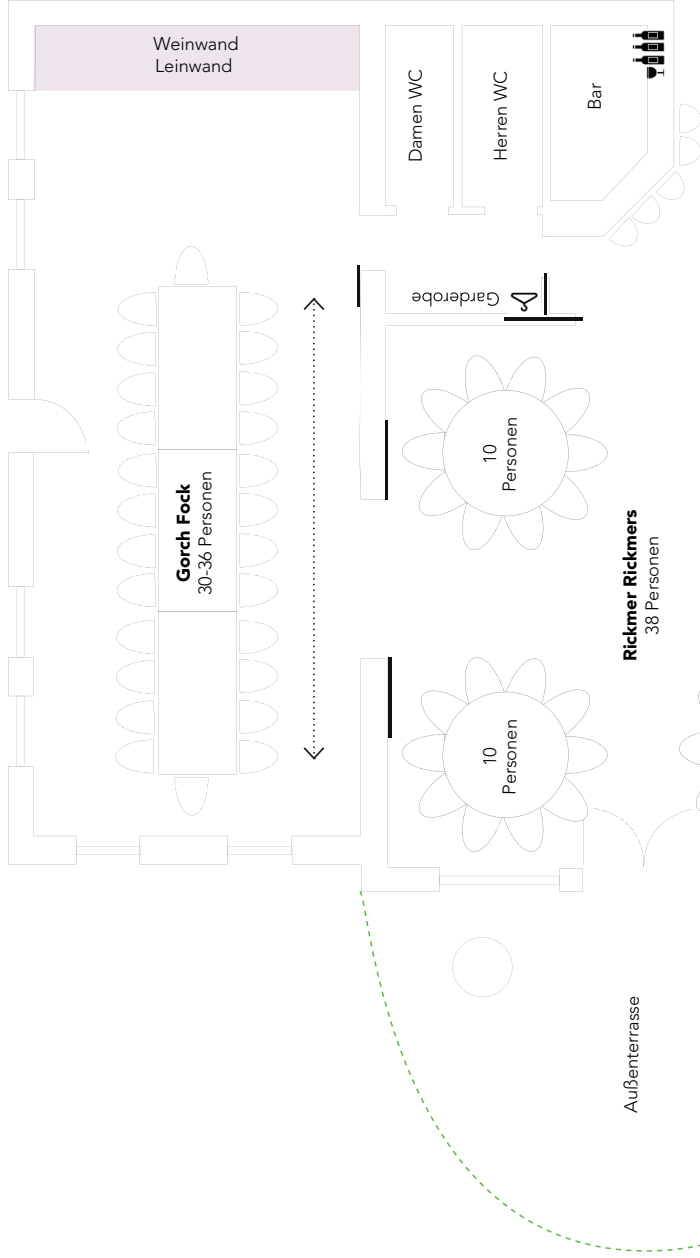 Weinwand
Leinwand
Damen WC
Herren WC
Bar
Garderobe
10
Personen
Gorch Fock
30-36 Personen
Rickmer Rickmers
38 Personen
10
Personen
Außenterrasse